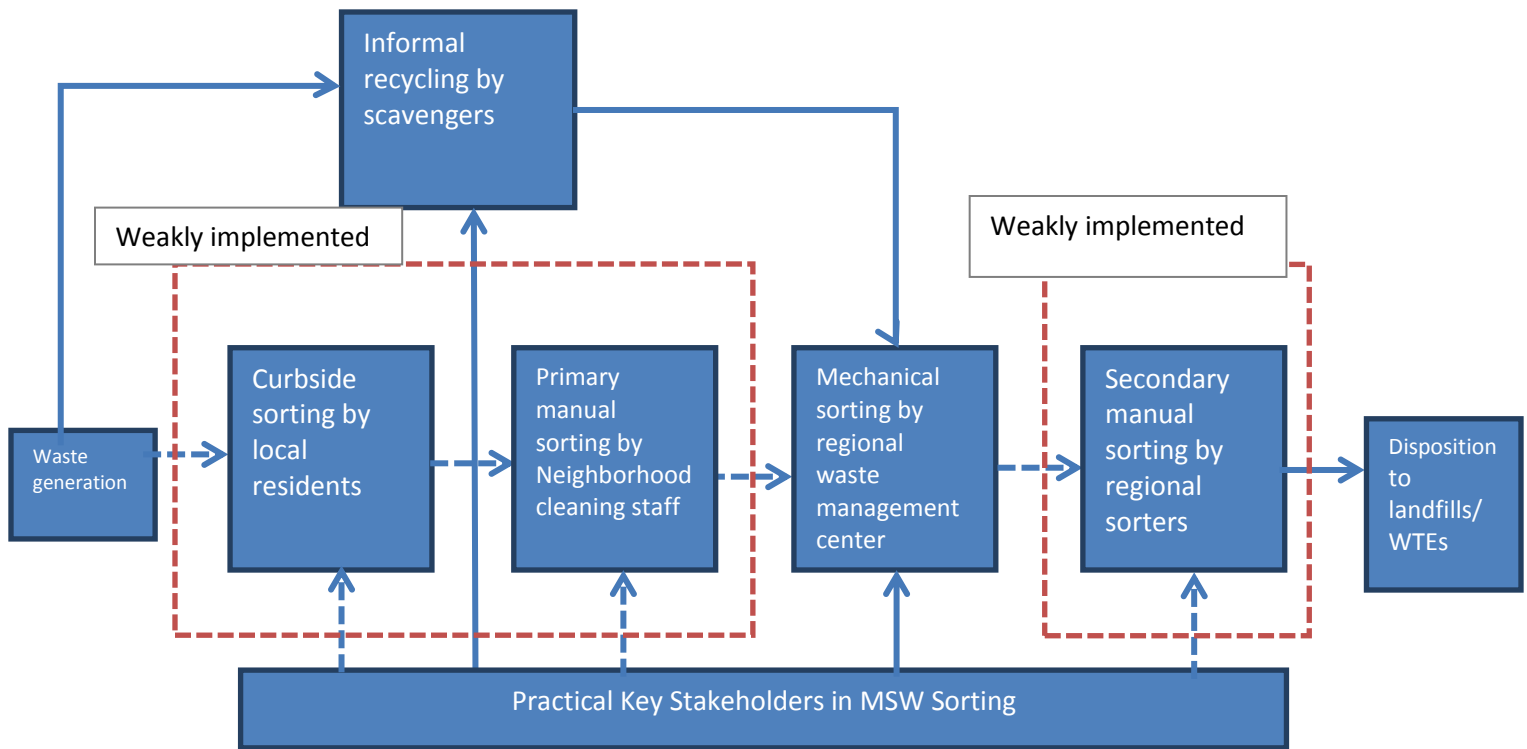 Informal
recycling by
scavengers
Weakly implemented
Weakly implemented
Waste
generation
Curbside
sorting by
local
residents
Primary
manual
sorting by
Neighborhood
cleaning staff
Mechanical
sorting by
regional
waste
management
center
Secondary
manual
sorting by
regional
sorters
Disposition
to
landfills/
WTEs
Practical Key Stakeholders in MSW Sorting